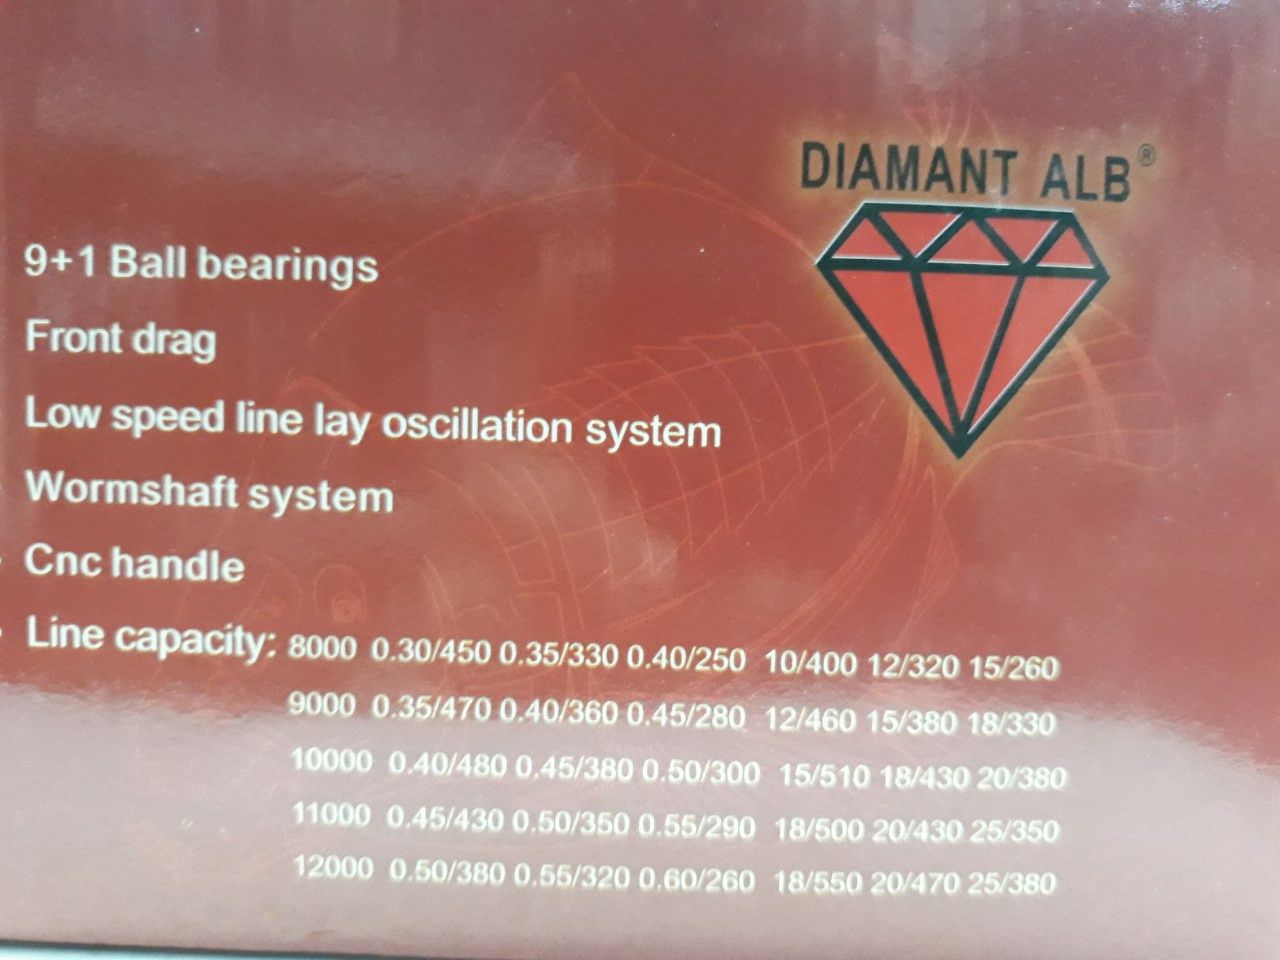 DIAMANT ALB®
9+1 Ball bearings
Front drag
Low speed line lay oscillation system
Wormshaft system
Cnc handle
Line capacity: 8000 0.30/450 0.35/330 0.40/250 10/400 12/320 15/260
9000 0.35/470 0.40/360 0.45/280 12/460 15/380 18/330
10000 0.40/480 0.45/380 0.50/300 15/510 18/430 20/380
11000 0.45/430 0.50/350 0.55/290 18/500 20/430 25/350
12000 0.50/380 0.55/320 0.60/260 18/550 20/470 25/380